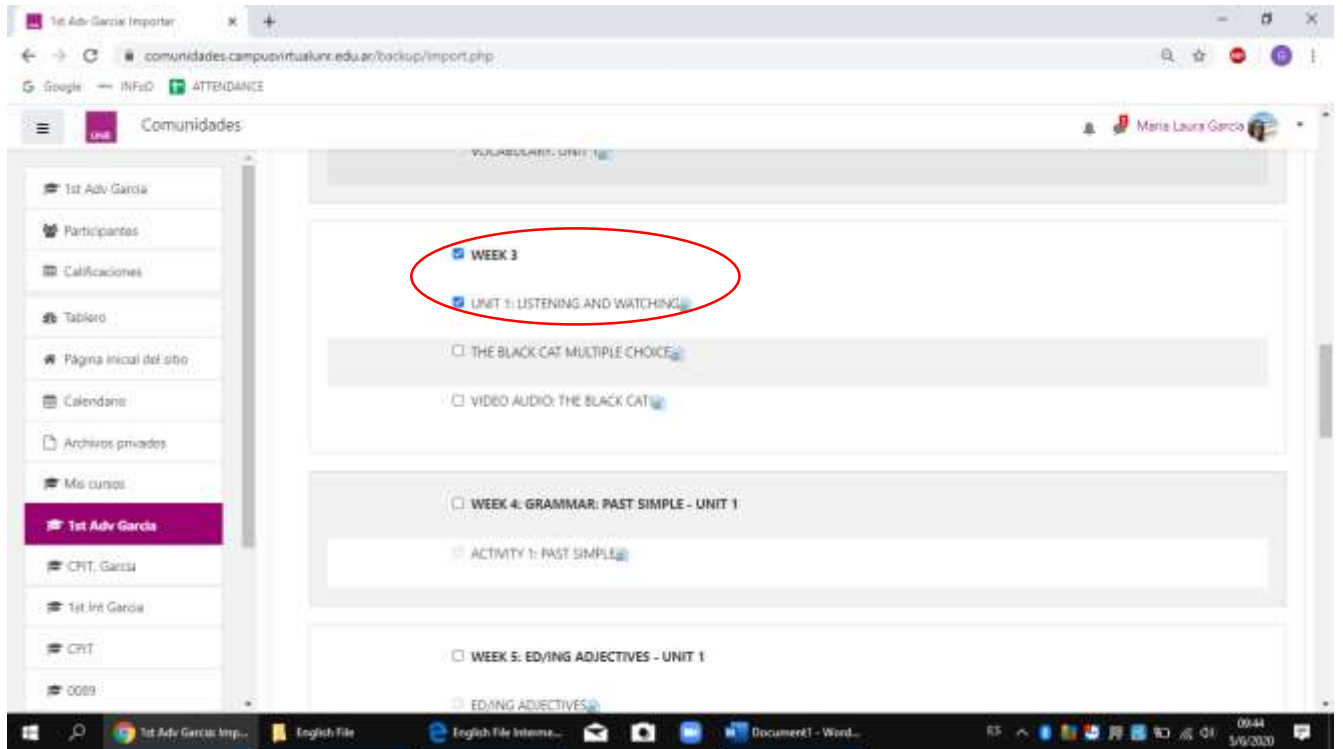 1st Adv Garcia: Importar
comunidades.campusvirtualunr.edu.ar/backup/import.php
Google
INFoD
ATTENDANCE
UNR
Comunidades
Maria Laura Garcia
VOCABULARY: UNIT 1
1st Adv Garcia
Participantes
Calificaciones
Tablero
Página inicial del sitio
Calendario
Archivos privados
Mis cursos
1st Adv Garcia
CPIT. Garcia
1st Int Garcia
CPIT
0089
WEEK 3
UNIT 1: LISTENING AND WATCHING
THE BLACK CAT MULTIPLE CHOICE
VIDEO AUDIO: THE BLACK CAT
WEEK 4: GRAMMAR: PAST SIMPLE - UNIT 1
ACTIVITY 1: PAST SIMPLE
WEEK 5: ED/ING ADJECTIVES - UNIT 1
ED/ING ADJECTIVES
1st Adv Garcia: Imp...
English File
English File Interme...
Document1 - Word...
ES
09:44
5/6/2020